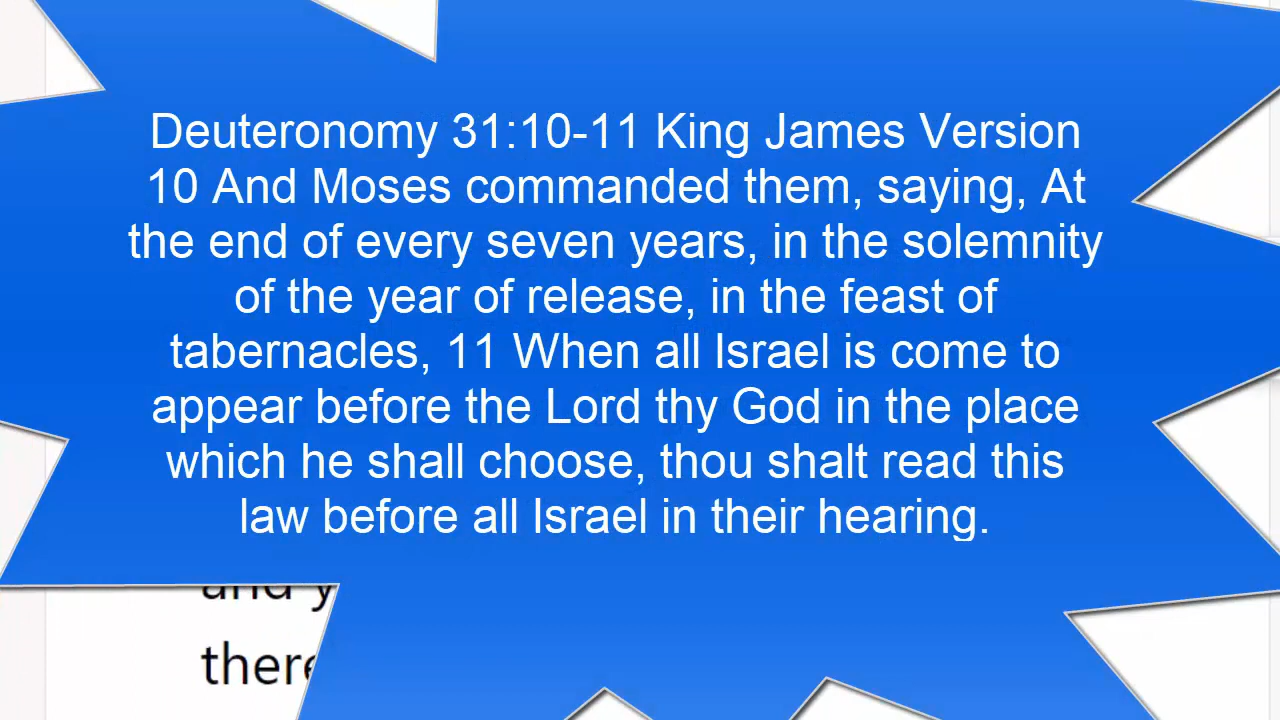 Deuteronomy 31:10-11 King James Version
10 And Moses commanded them, saying, At
the end of every seven years, in the solemnity
of the year of release, in the feast of
tabernacles, 11 When all Israel is come to
appear before the Lord thy God in the place
which he shall choose, thou shalt read this
law before all Israel in their hearing.
and